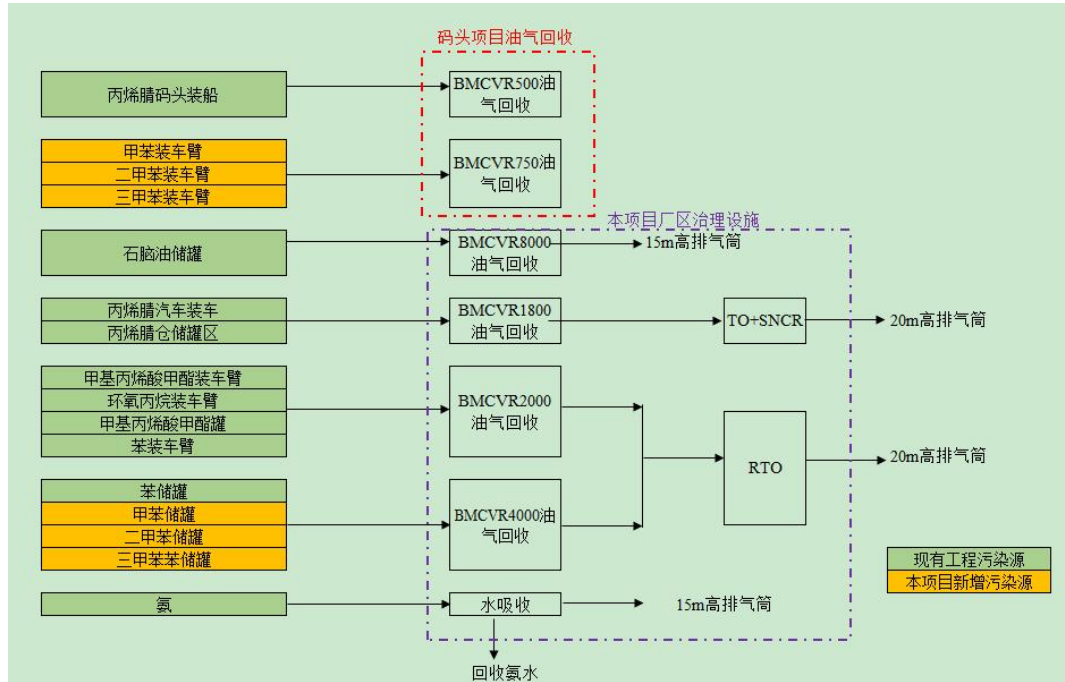 码头项目油气回收
丙烯腈码头装船
BMCVR500油
气回收
甲苯装车臂
二甲苯装车臂
三甲苯装车臂
BMCVR750油
气回收
本项目厂区治理设施
石脑油储罐
BMCVR8000
油气回收
15m高排气筒
丙烯腈汽车装车
丙烯腈仓储罐区
BMCVR1800
油气回收
TO+SNCR
20m高排气筒
甲基丙烯酸甲酯装车臂
环氧丙烷装车臂
甲基丙烯酸甲酯罐
苯装车臂
BMCVR2000
油气回收
RTO
20m高排气筒
苯储罐
甲苯储罐
二甲苯储罐
三甲苯苯储罐
BMCVR4000油
气回收
现有工程污染源
本项目新增污染源
氨
水吸收
15m高排气筒
回收氨水